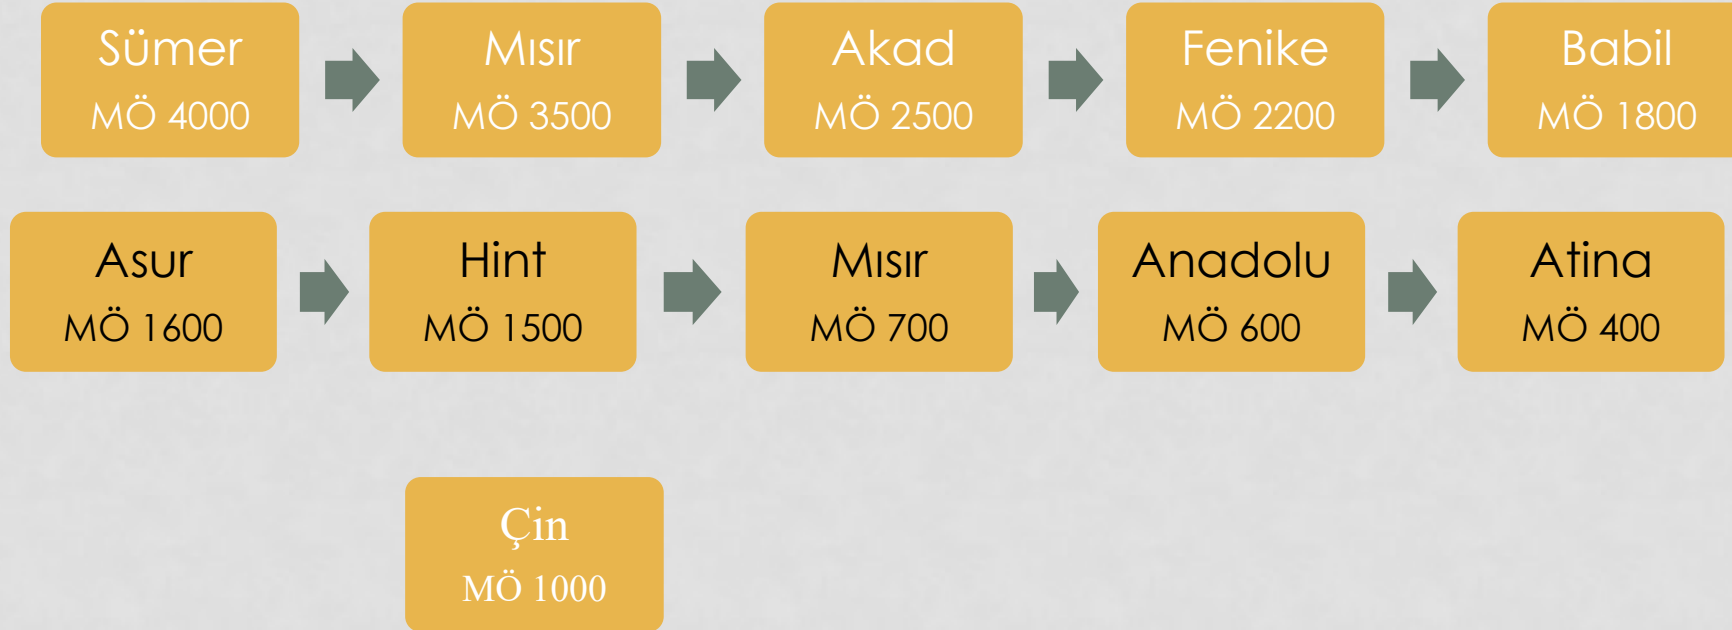 Sümer
MÖ 4000
Mısır
MÖ 3500
Akad
MÖ 2500
Fenike
MÖ 2200
Babil
MÖ 1800
Asur
MÖ 1600
Hint
MÖ 1500
Mısır
MÖ 700
Anadolu
MÖ 600
Atina
MÖ 400
Çin
MÖ 1000